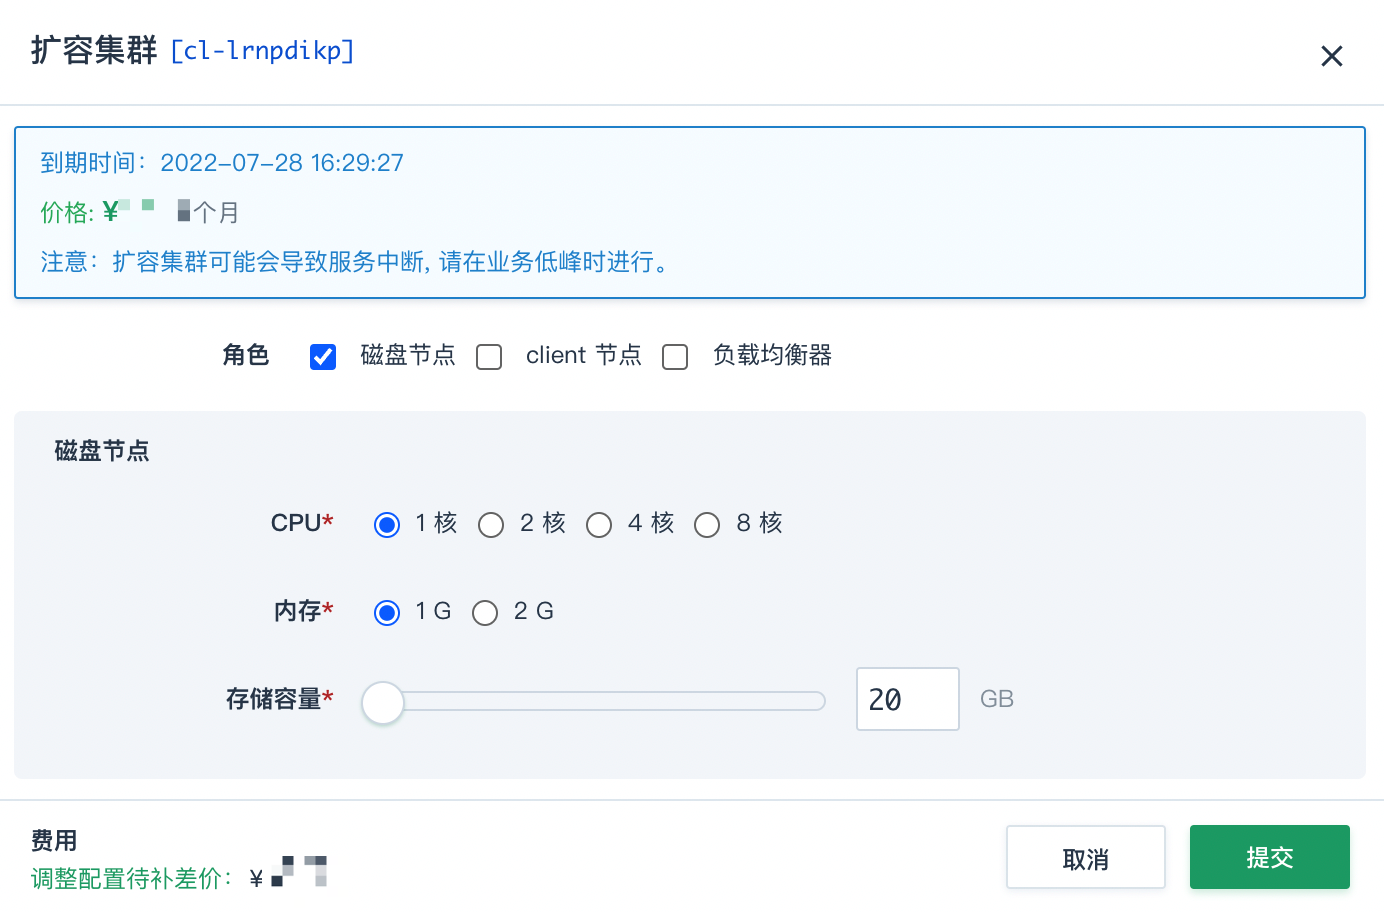 扩容集群 [cl-lrnpdikp]
到期时间：2022-07-28 16:29:27
价格: ¥ 个月
注意：扩容集群可能会导致服务中断, 请在业务低峰时进行。
角色 磁盘节点 client 节点 负载均衡器
磁盘节点
CPU* 1 核 2 核 4 核 8 核
内存* 1 G 2 G
存储容量* 20 GB
费用
调整配置待补差价： ¥
取消 提交